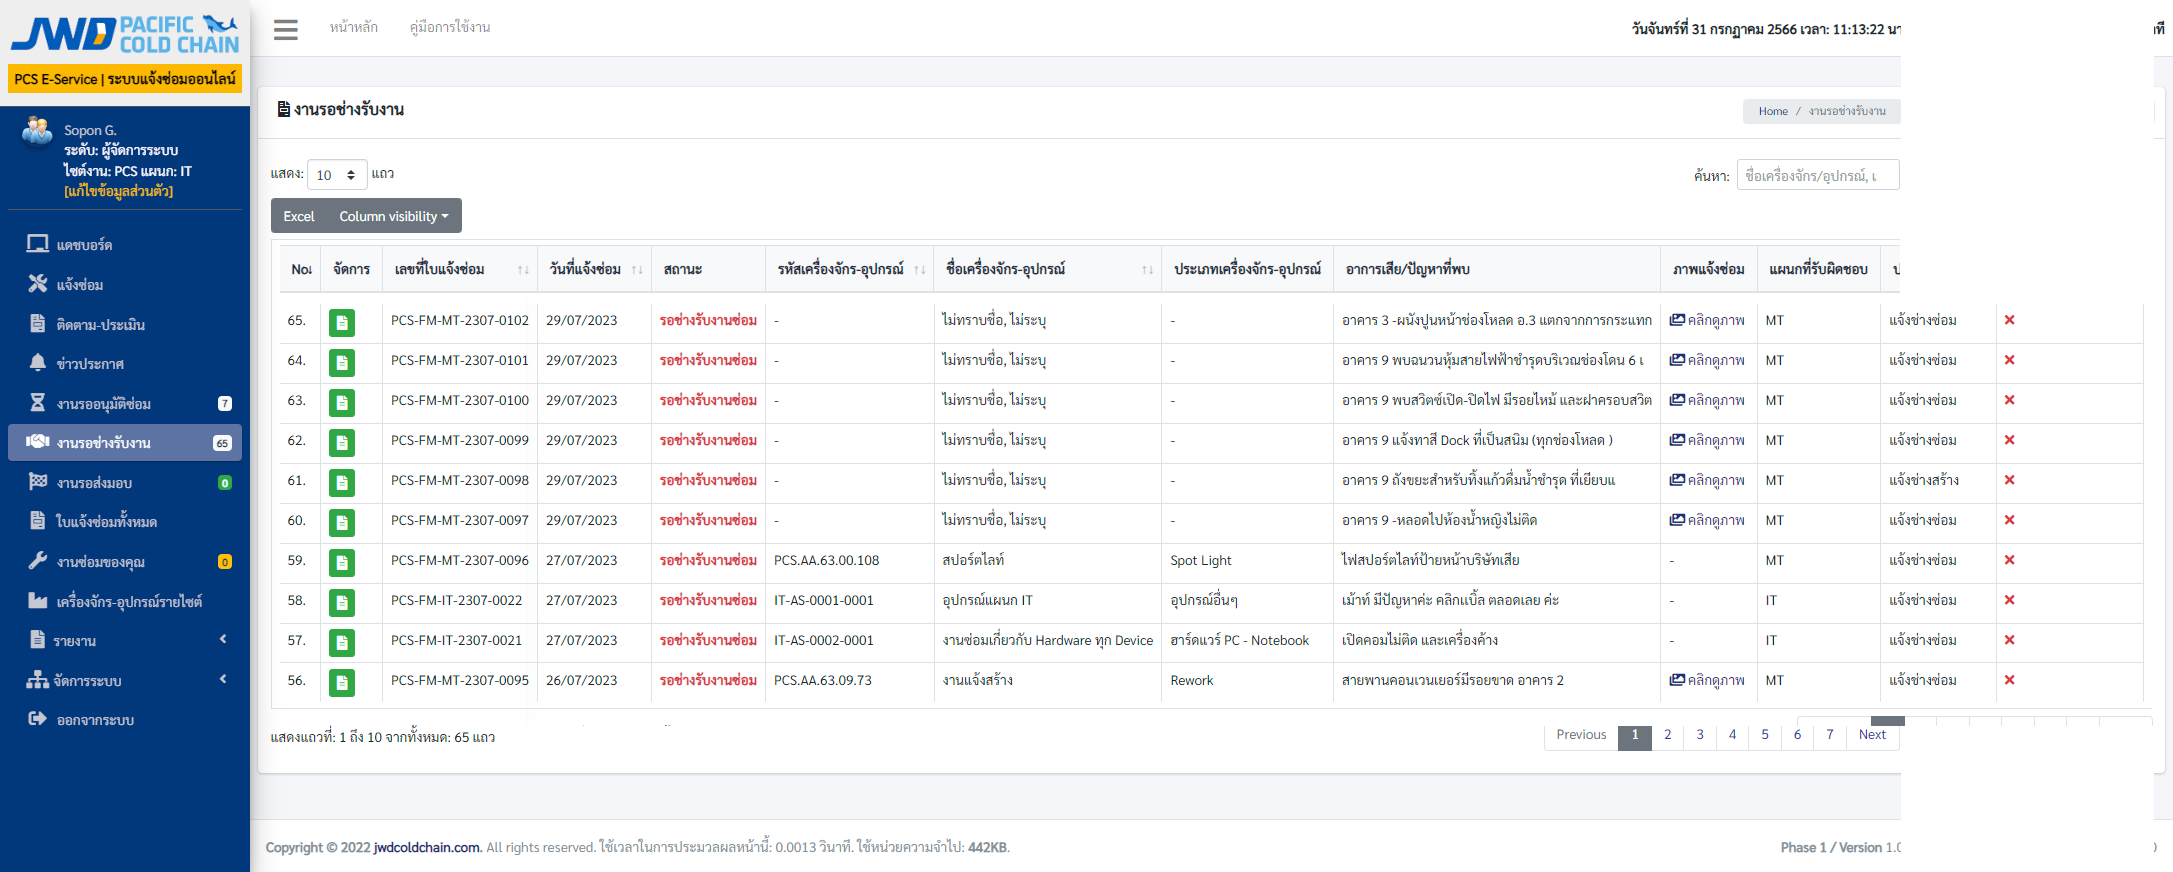 JWD PACIFIC COLD CHAIN
PCS E-Service | ระบบแจ้งซ่อมออนไลน์
Sopon G.
ระดับ: ผู้จัดการระบบ
ไซต์งาน: PCS แผนก: IT
[แก้ไขข้อมูลส่วนตัว]
แดชบอร์ด
แจ้งซ่อม
ติดตาม-ประเมิน
ข่าวประกาศ
งานรออนุมัติซ่อม 7
งานรอช่างรับงาน 65
งานรอส่งมอบ 0
ใบแจ้งซ่อมทั้งหมด
งานซ่อมของคุณ 0
เครื่องจักร-อุปกรณ์รายไซต์
รายงาน
จัดการระบบ
ออกจากระบบ
หน้าหลัก คู่มือการใช้งาน วันจันทร์ที่ 31 กรกฏาคม 2566 เวลา: 11:13:22 นา ที
งานรอช่างรับงาน Home / งานรอช่างรับงาน
แสดง: 10 แถว ค้นหา: ชื่อเครื่องจักร/อุปกรณ์, เ
Excel Column visibility
No จัดการ เลขที่ใบแจ้งซ่อม วันที่แจ้งซ่อม สถานะ รหัสเครื่องจักร-อุปกรณ์ ชื่อเครื่องจักร-อุปกรณ์ ประเภทเครื่องจักร-อุปกรณ์ อาการเสีย/ปัญหาที่พบ ภาพแจ้งซ่อม แผนกที่รับผิดชอบ ป
65. PCS-FM-MT-2307-0102 29/07/2023 รอช่างรับงานซ่อม - ไม่ทราบชื่อ, ไม่ระบุ - อาคาร 3 -ผนังปูนหน้าช่องโหลด อ.3 แตกจากการกระแทก คลิกดูภาพ MT แจ้งช่างซ่อม
64. PCS-FM-MT-2307-0101 29/07/2023 รอช่างรับงานซ่อม - ไม่ทราบชื่อ, ไม่ระบุ - อาคาร 9 พบฉนวนหุ้มสายไฟฟ้าชำรุดบริเวณช่องโดน 6 เ คลิกดูภาพ MT แจ้งช่างซ่อม
63. PCS-FM-MT-2307-0100 29/07/2023 รอช่างรับงานซ่อม - ไม่ทราบชื่อ, ไม่ระบุ - อาคาร 9 พบสวิตซ์เปิด-ปิดไฟ มีรอยไหม้ และฝาครอบสวิต คลิกดูภาพ MT แจ้งช่างซ่อม
62. PCS-FM-MT-2307-0099 29/07/2023 รอช่างรับงานซ่อม - ไม่ทราบชื่อ, ไม่ระบุ - อาคาร 9 แจ้งทาสี Dock ที่เป็นสนิม (ทุกช่องโหลด ) คลิกดูภาพ MT แจ้งช่างซ่อม
61. PCS-FM-MT-2307-0098 29/07/2023 รอช่างรับงานซ่อม - ไม่ทราบชื่อ, ไม่ระบุ - อาคาร 9 ถังขยะสำหรับทิ้งแก้วดื่มน้ำชำรุด ที่เยียบแ คลิกดูภาพ MT แจ้งช่างสร้าง
60. PCS-FM-MT-2307-0097 29/07/2023 รอช่างรับงานซ่อม - ไม่ทราบชื่อ, ไม่ระบุ - อาคาร 9 -หลอดไปห้องน้ำหญิงไม่ติด คลิกดูภาพ MT แจ้งช่างซ่อม
59. PCS-FM-MT-2307-0096 27/07/2023 รอช่างรับงานซ่อม PCS.AA.63.00.108 สปอร์ตไลท์ Spot Light ไฟสปอร์ตไลท์ป้ายหน้าบริษัทเสีย - MT แจ้งช่างซ่อม
58. PCS-FM-IT-2307-0022 27/07/2023 รอช่างรับงานซ่อม IT-AS-0001-0001 อุปกรณ์แผนก IT อุปกรณ์อื่นๆ เม้าท์ มีปัญหาค่ะ คลิกแบิ้ล ตลอดเลย ค่ะ - IT แจ้งช่างซ่อม
57. PCS-FM-IT-2307-0021 27/07/2023 รอช่างรับงานซ่อม IT-AS-0002-0001 งานซ่อมเกี่ยวกับ Hardware ทุก Device ฮาร์ดแวร์ PC - Notebook เปิดคอมไม่ติด และเครื่องค้าง - IT แจ้งช่างซ่อม
56. PCS-FM-MT-2307-0095 26/07/2023 รอช่างรับงานซ่อม PCS.AA.63.09.73 งานแจ้งสร้าง Rework สายพานคอนเวนเยอร์มีรอยขาด อาคาร 2 คลิกดูภาพ MT แจ้งช่างซ่อม
แสดงแถวที่: 1 ถึง 10 จากทั้งหมด: 65 แถว Previous 1 2 3 4 5 6 7 Next
Copyright © 2022 jwdcoldchain.com. All rights reserved. ใช้เวลาในการประมวลผลหน้านี้: 0.0013 วินาที. ใช้หน่วยความจำไป: 442KB. Phase 1 / Version 1.0